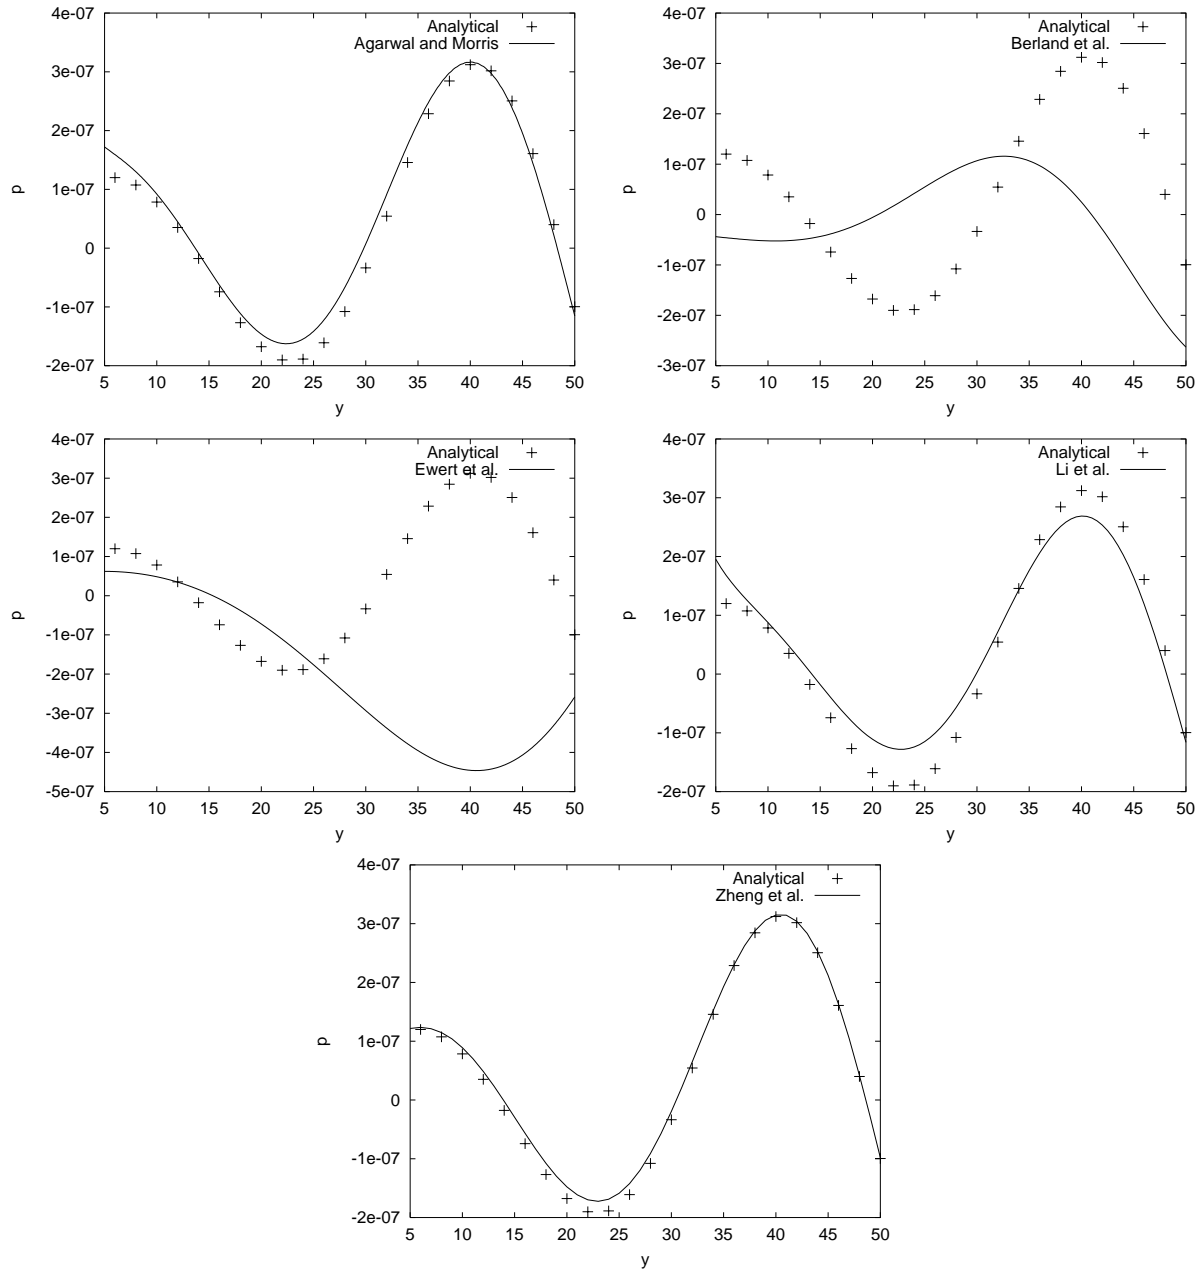 4e-07
3e-07
2e-07
1e-07
0
-1e-07
-2e-07
5 10 15 20 25 30 35 40 45 50
p
y
Analytical
Agarwal and Morris
4e-07
3e-07
2e-07
1e-07
0
-1e-07
-2e-07
-3e-07
5 10 15 20 25 30 35 40 45 50
p
y
Analytical
Berland et al.
4e-07
3e-07
2e-07
1e-07
0
-1e-07
-2e-07
-3e-07
-4e-07
-5e-07
5 10 15 20 25 30 35 40 45 50
p
y
Analytical
Ewert et al.
4e-07
3e-07
2e-07
1e-07
0
-1e-07
-2e-07
5 10 15 20 25 30 35 40 45 50
p
y
Analytical
Li et al.
4e-07
3e-07
2e-07
1e-07
0
-1e-07
-2e-07
5 10 15 20 25 30 35 40 45 50
p
y
Analytical
Zheng et al.